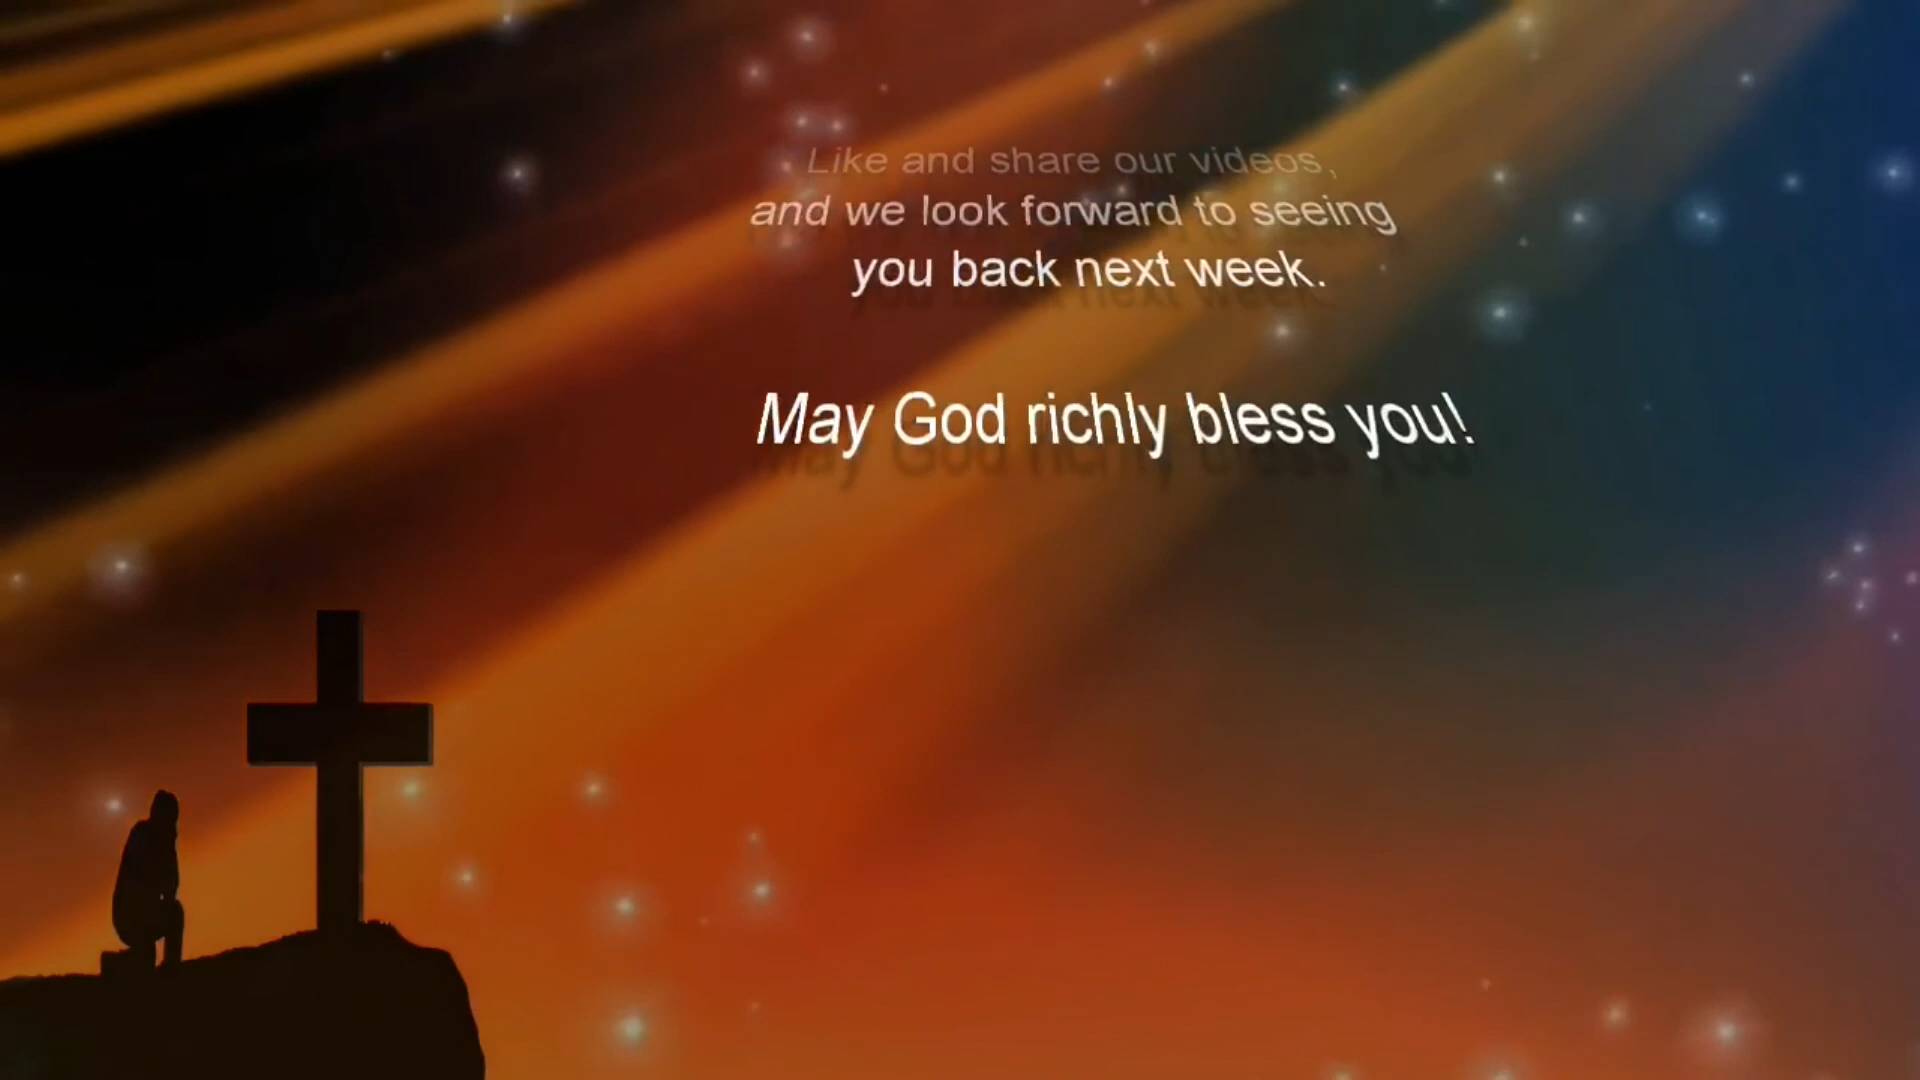 Like and share our videos,
and we look forward to seeing
you back next week.
May God richly bless you!